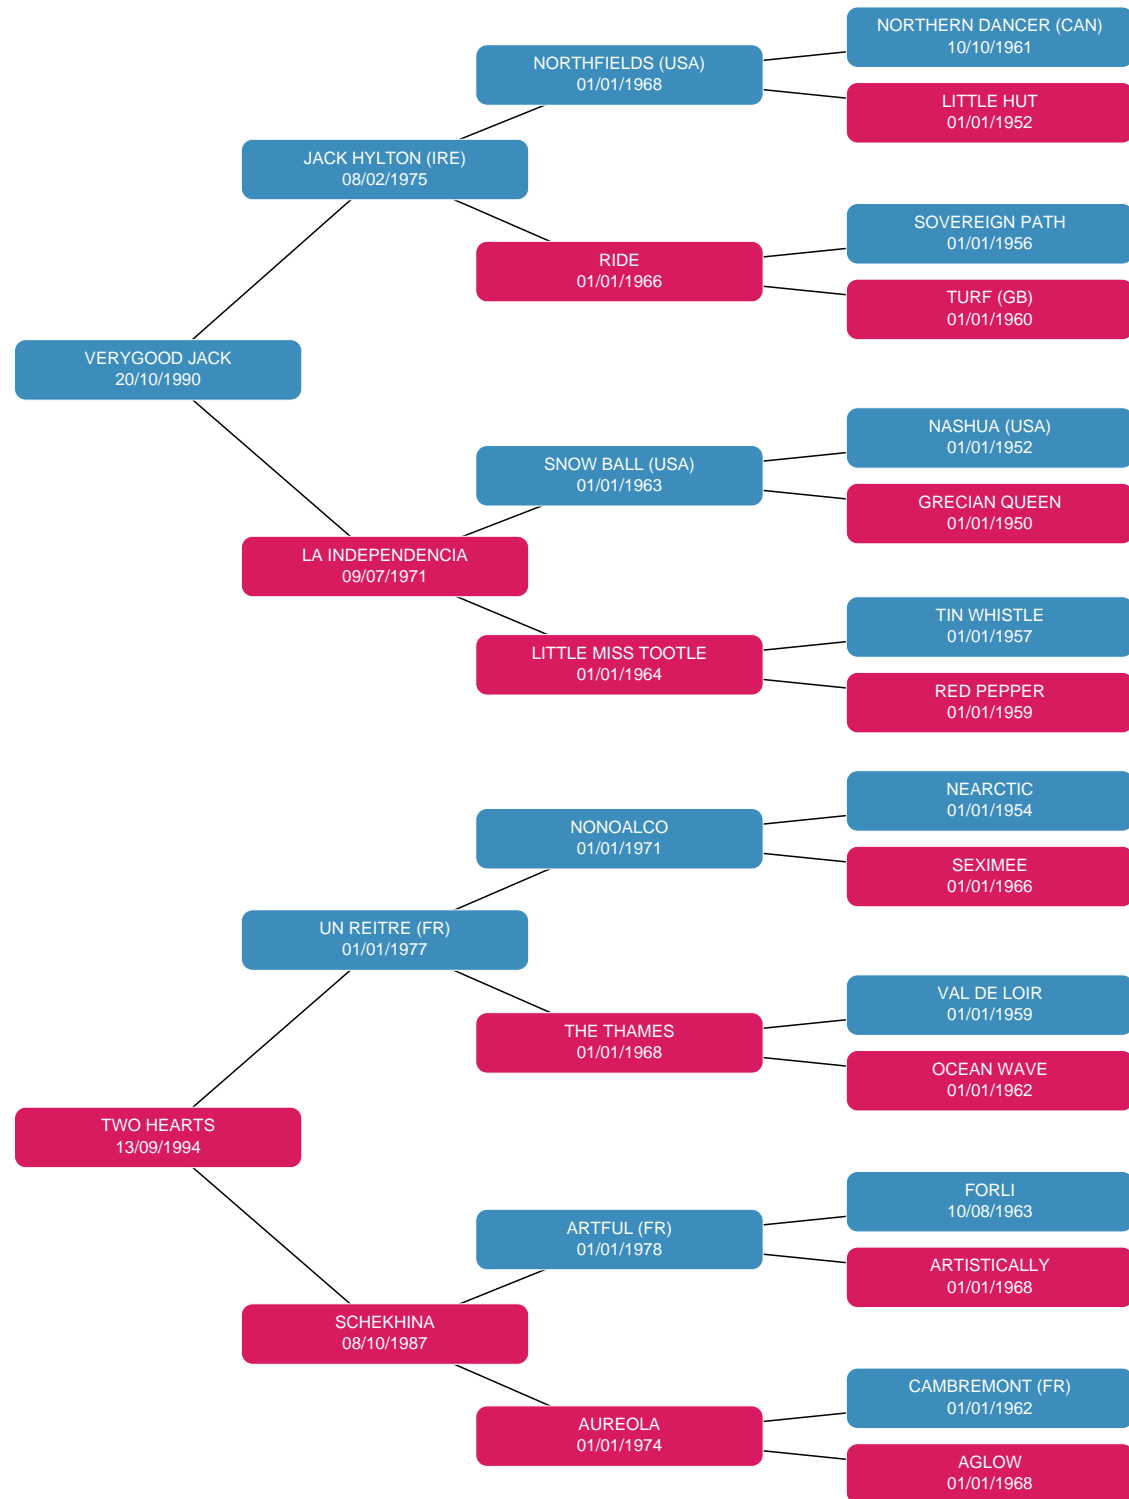 NORTHERN DANCER (CAN)
10/10/1961
NORTHFIELDS (USA)
01/01/1968
LITTLE HUT
01/01/1952
JACK HYLTON (IRE)
08/02/1975
SOVEREIGN PATH
01/01/1956
RIDE
01/01/1966
TURF (GB)
01/01/1960
VERYGOOD JACK
20/10/1990
NASHUA (USA)
01/01/1952
SNOW BALL (USA)
01/01/1963
GRECIAN QUEEN
01/01/1950
LA INDEPENDENCIA
09/07/1971
TIN WHISTLE
01/01/1957
LITTLE MISS TOOTLE
01/01/1964
RED PEPPER
01/01/1959
NEARCTIC
01/01/1954
NONOALCO
01/01/1971
SEXIMEE
01/01/1966
UN REITRE (FR)
01/01/1977
VAL DE LOIR
01/01/1959
THE THAMES
01/01/1968
OCEAN WAVE
01/01/1962
TWO HEARTS
13/09/1994
FORLI
10/08/1963
ARTFUL (FR)
01/01/1978
ARTISTICALLY
01/01/1968
SCHEKHINA
08/10/1987
CAMBREMONT (FR)
01/01/1962
AUREOLA
01/01/1974
AGLOW
01/01/1968